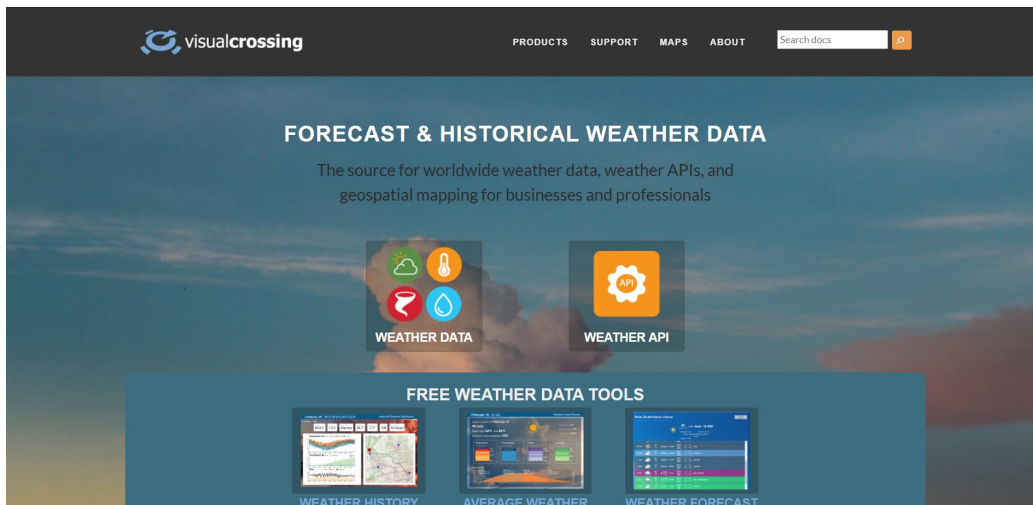 visualcrossing
PRODUCTS SUPPORT MAPS ABOUT Search docs
FORECAST & HISTORICAL WEATHER DATA
The source for worldwide weather data, weather APIs, and
geospatial mapping for businesses and professionals
API
WEATHER DATA WEATHER API
FREE WEATHER DATA TOOLS
WEATHER HISTORY AVERAGE WEATHER WEATHER FORECAST